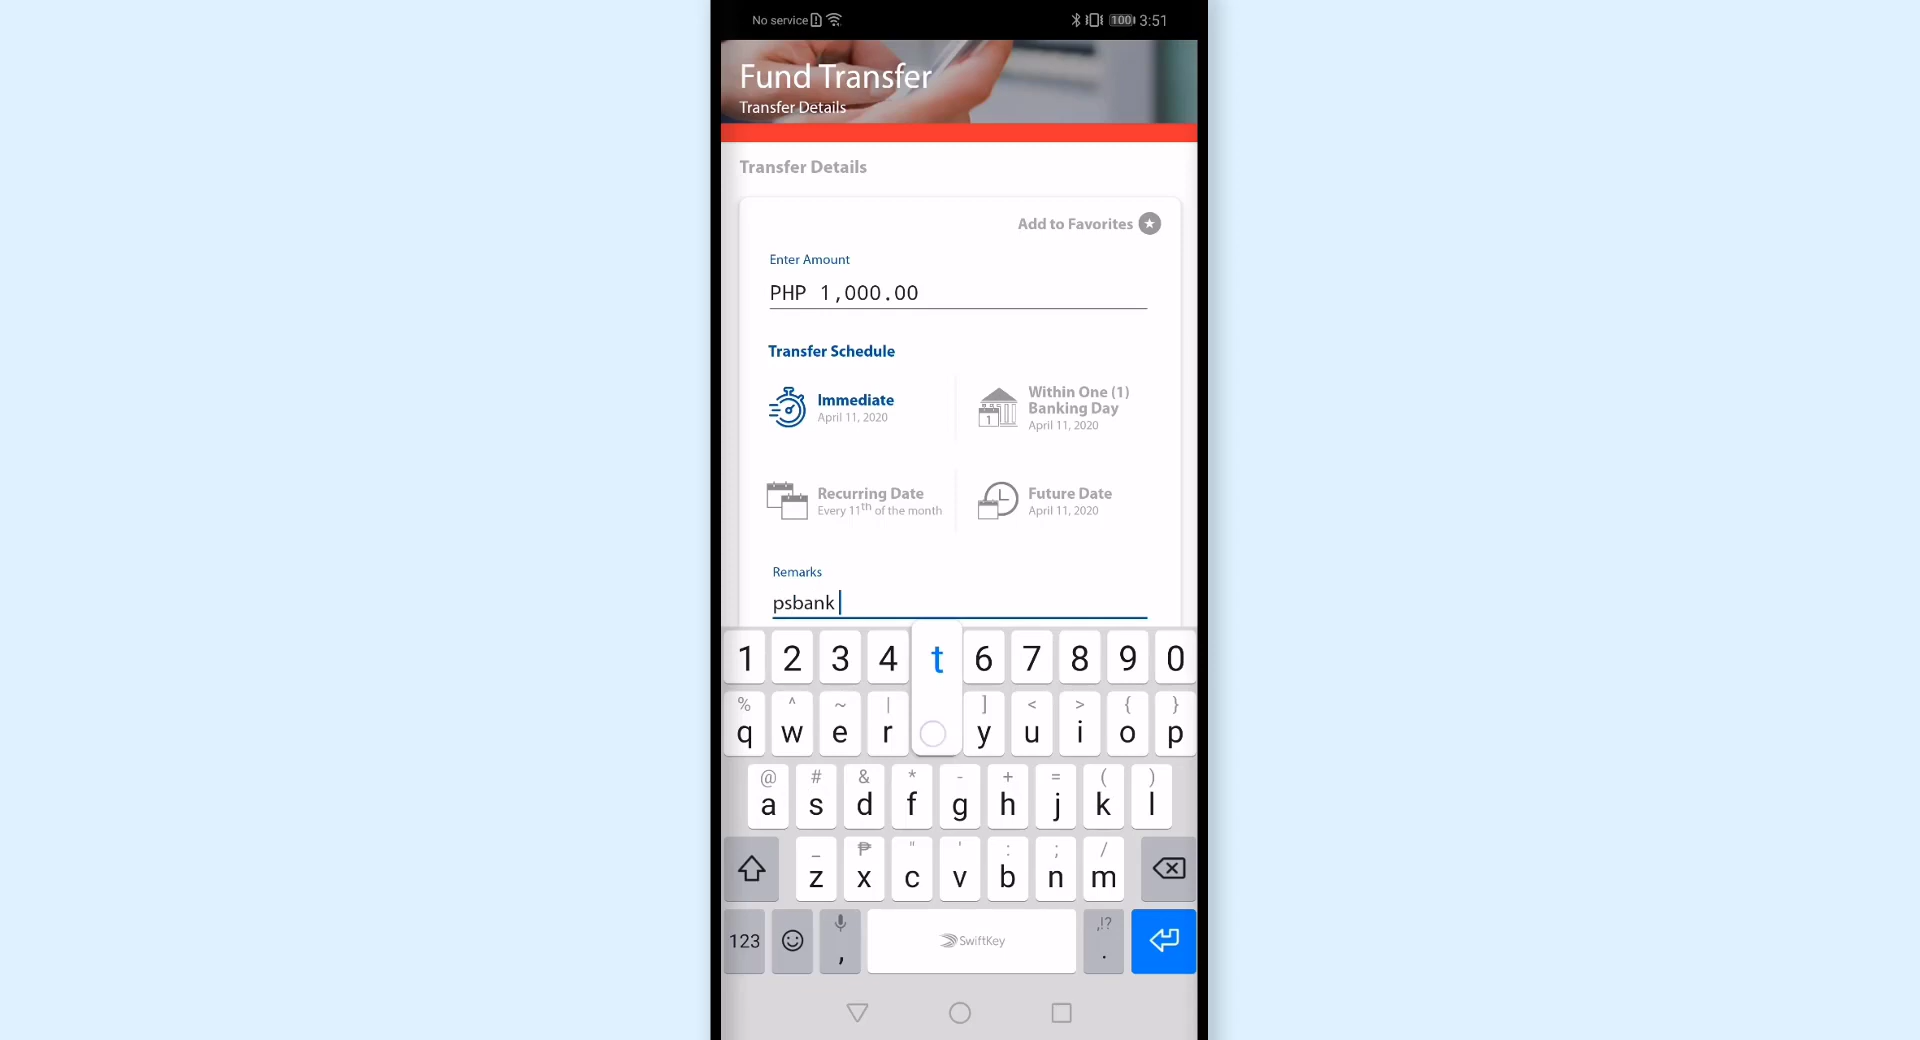 No service 100 3:51
Fund Transfer
Transfer Details
Transfer Details
Add to Favorites
Enter Amount
PHP 1,000.00
Transfer Schedule
Immediate
April 11, 2020
Within One (1)
Banking Day
April 11, 2020
1
Recurring Date
Every 11th of the month
Future Date
April 11, 2020
Remarks
psbank
1 2 3 4 t 6 7 8 9 0
% ^ ~ | ] < > { }
q w e r y u i o p
@ # & * - + = ( )
a s d f g h j k l
_ ₱ " ' : ; /
z x c v b n m
123 , SwiftKey ,!? .